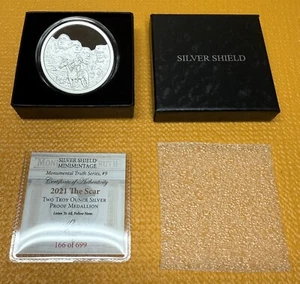 SILVER SHIELD
SILVER SHIELD
MINIMINTAGE
Monumental Truth Series, #9
Certificate of Authenticity
2021 The Scar
Two Troy Ounce Silver
Proof Medallion
166 of 699